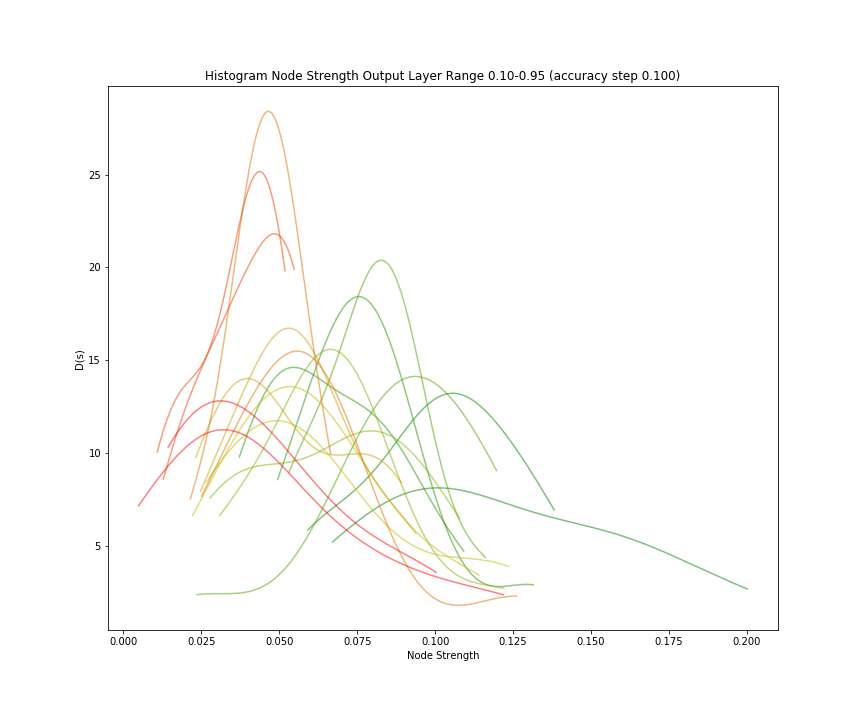 Histogram Node Strength Output Layer Range 0.10-0.95 (accuracy step 0.100)
25
20
15
10
5
D(s)
0.000 0.025 0.050 0.075 0.100 0.125 0.150 0.175 0.200
Node Strength